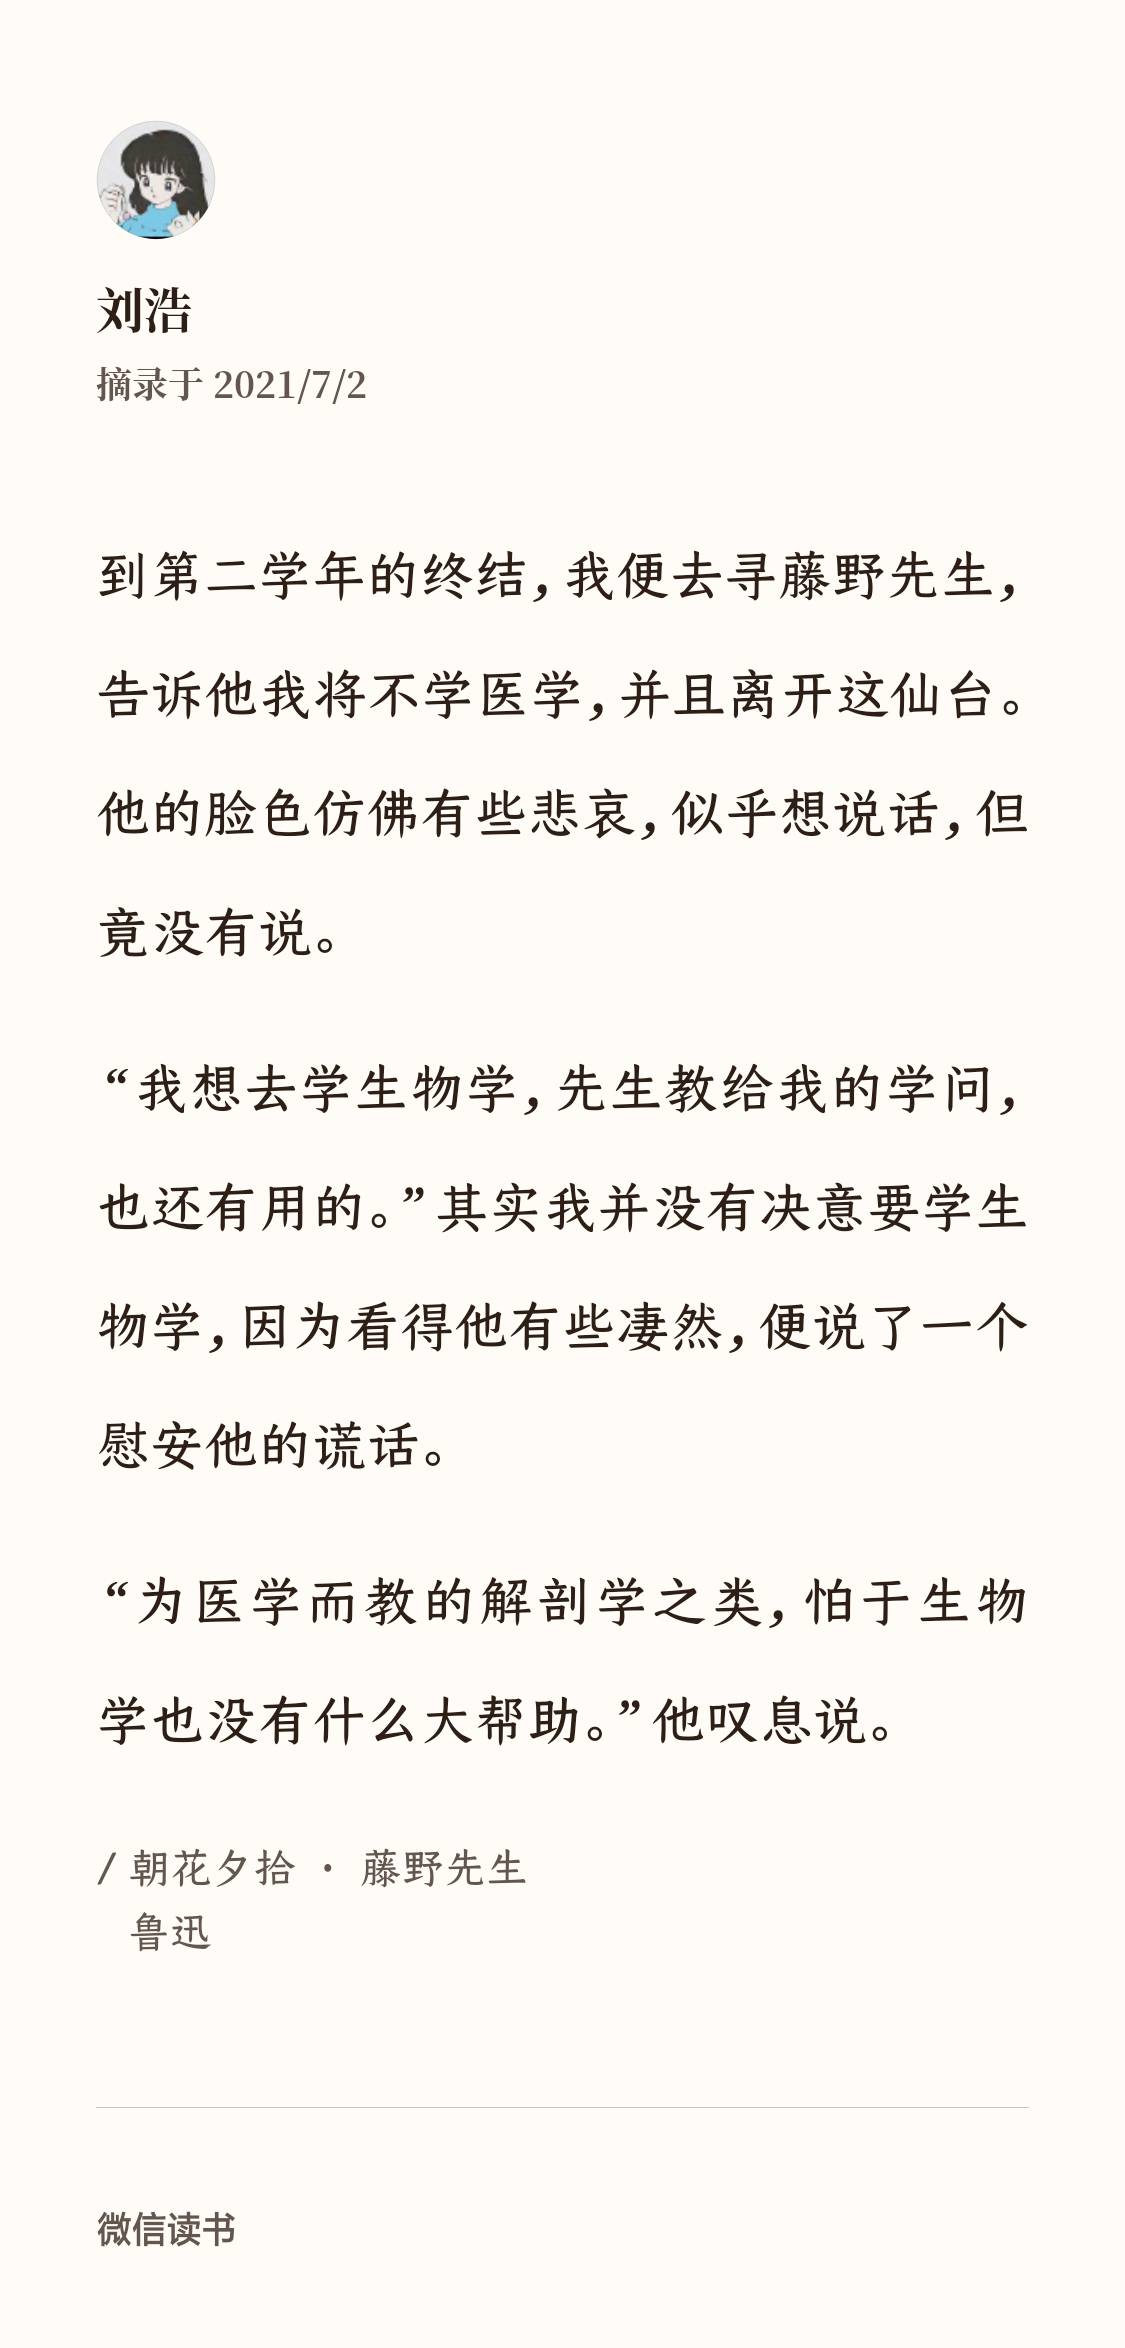 刘浩
摘录于 2021/7/2
到第二学年的终结，我便去寻藤野先生，
告诉他我将不学医学，并且离开这仙台。
他的脸色仿佛有些悲哀，似乎想说话，但
竟没有说。
“我想去学生物学，先生教给我的学问，
也还有用的。”其实我并没有决意要学生
物学，因为看得他有些凄然，便说了一个
慰安他的谎话。
“为医学而教的解剖学之类，怕于生物
学也没有什么大帮助。”他叹息说。
/ 朝花夕拾 · 藤野先生
鲁迅
微信读书